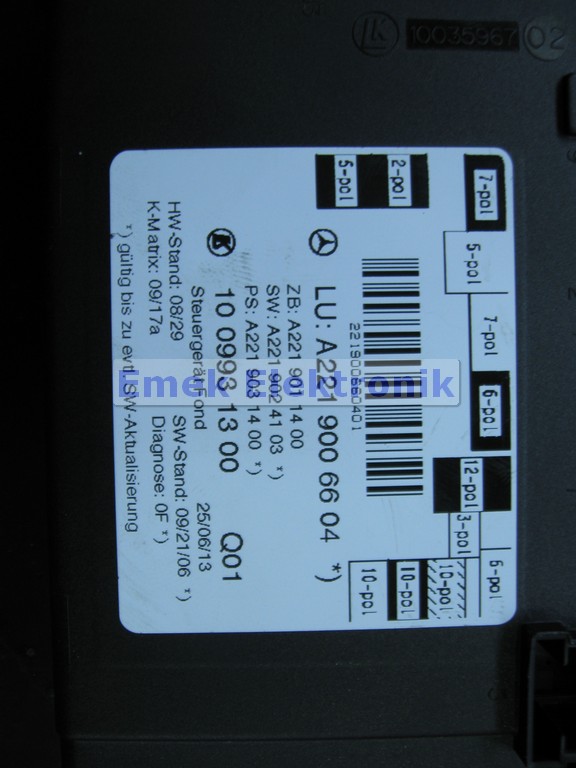 10035967 02
7-pol
5-pol
7-pol
6-pol
12-pol
3-pol
6-pol
2-pol
5-pol
10-pol
10-pol
10-pol
221900660401
LU: A221 900 66 04 *)
ZB: A221 901 14 00
SW: A221 902 41 03 *)
PS: A221 903 14 00 *)
10 0993 13 00 Q01
Steuergerät Fond 25/06/13
HW-Stand: 08/29 SW-Stand: 09/21/06 *)
K-Matrix: 09/17a Diagnose: 0F *)
*) gültig bis zu evtl. SW-Aktualisierung
Emek Elektronik